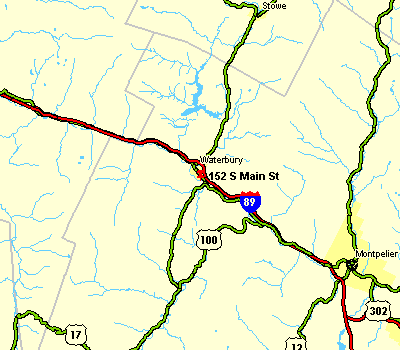 Stowe
Waterbury
152 S Main St
89
100
Montpelier
302
17
12